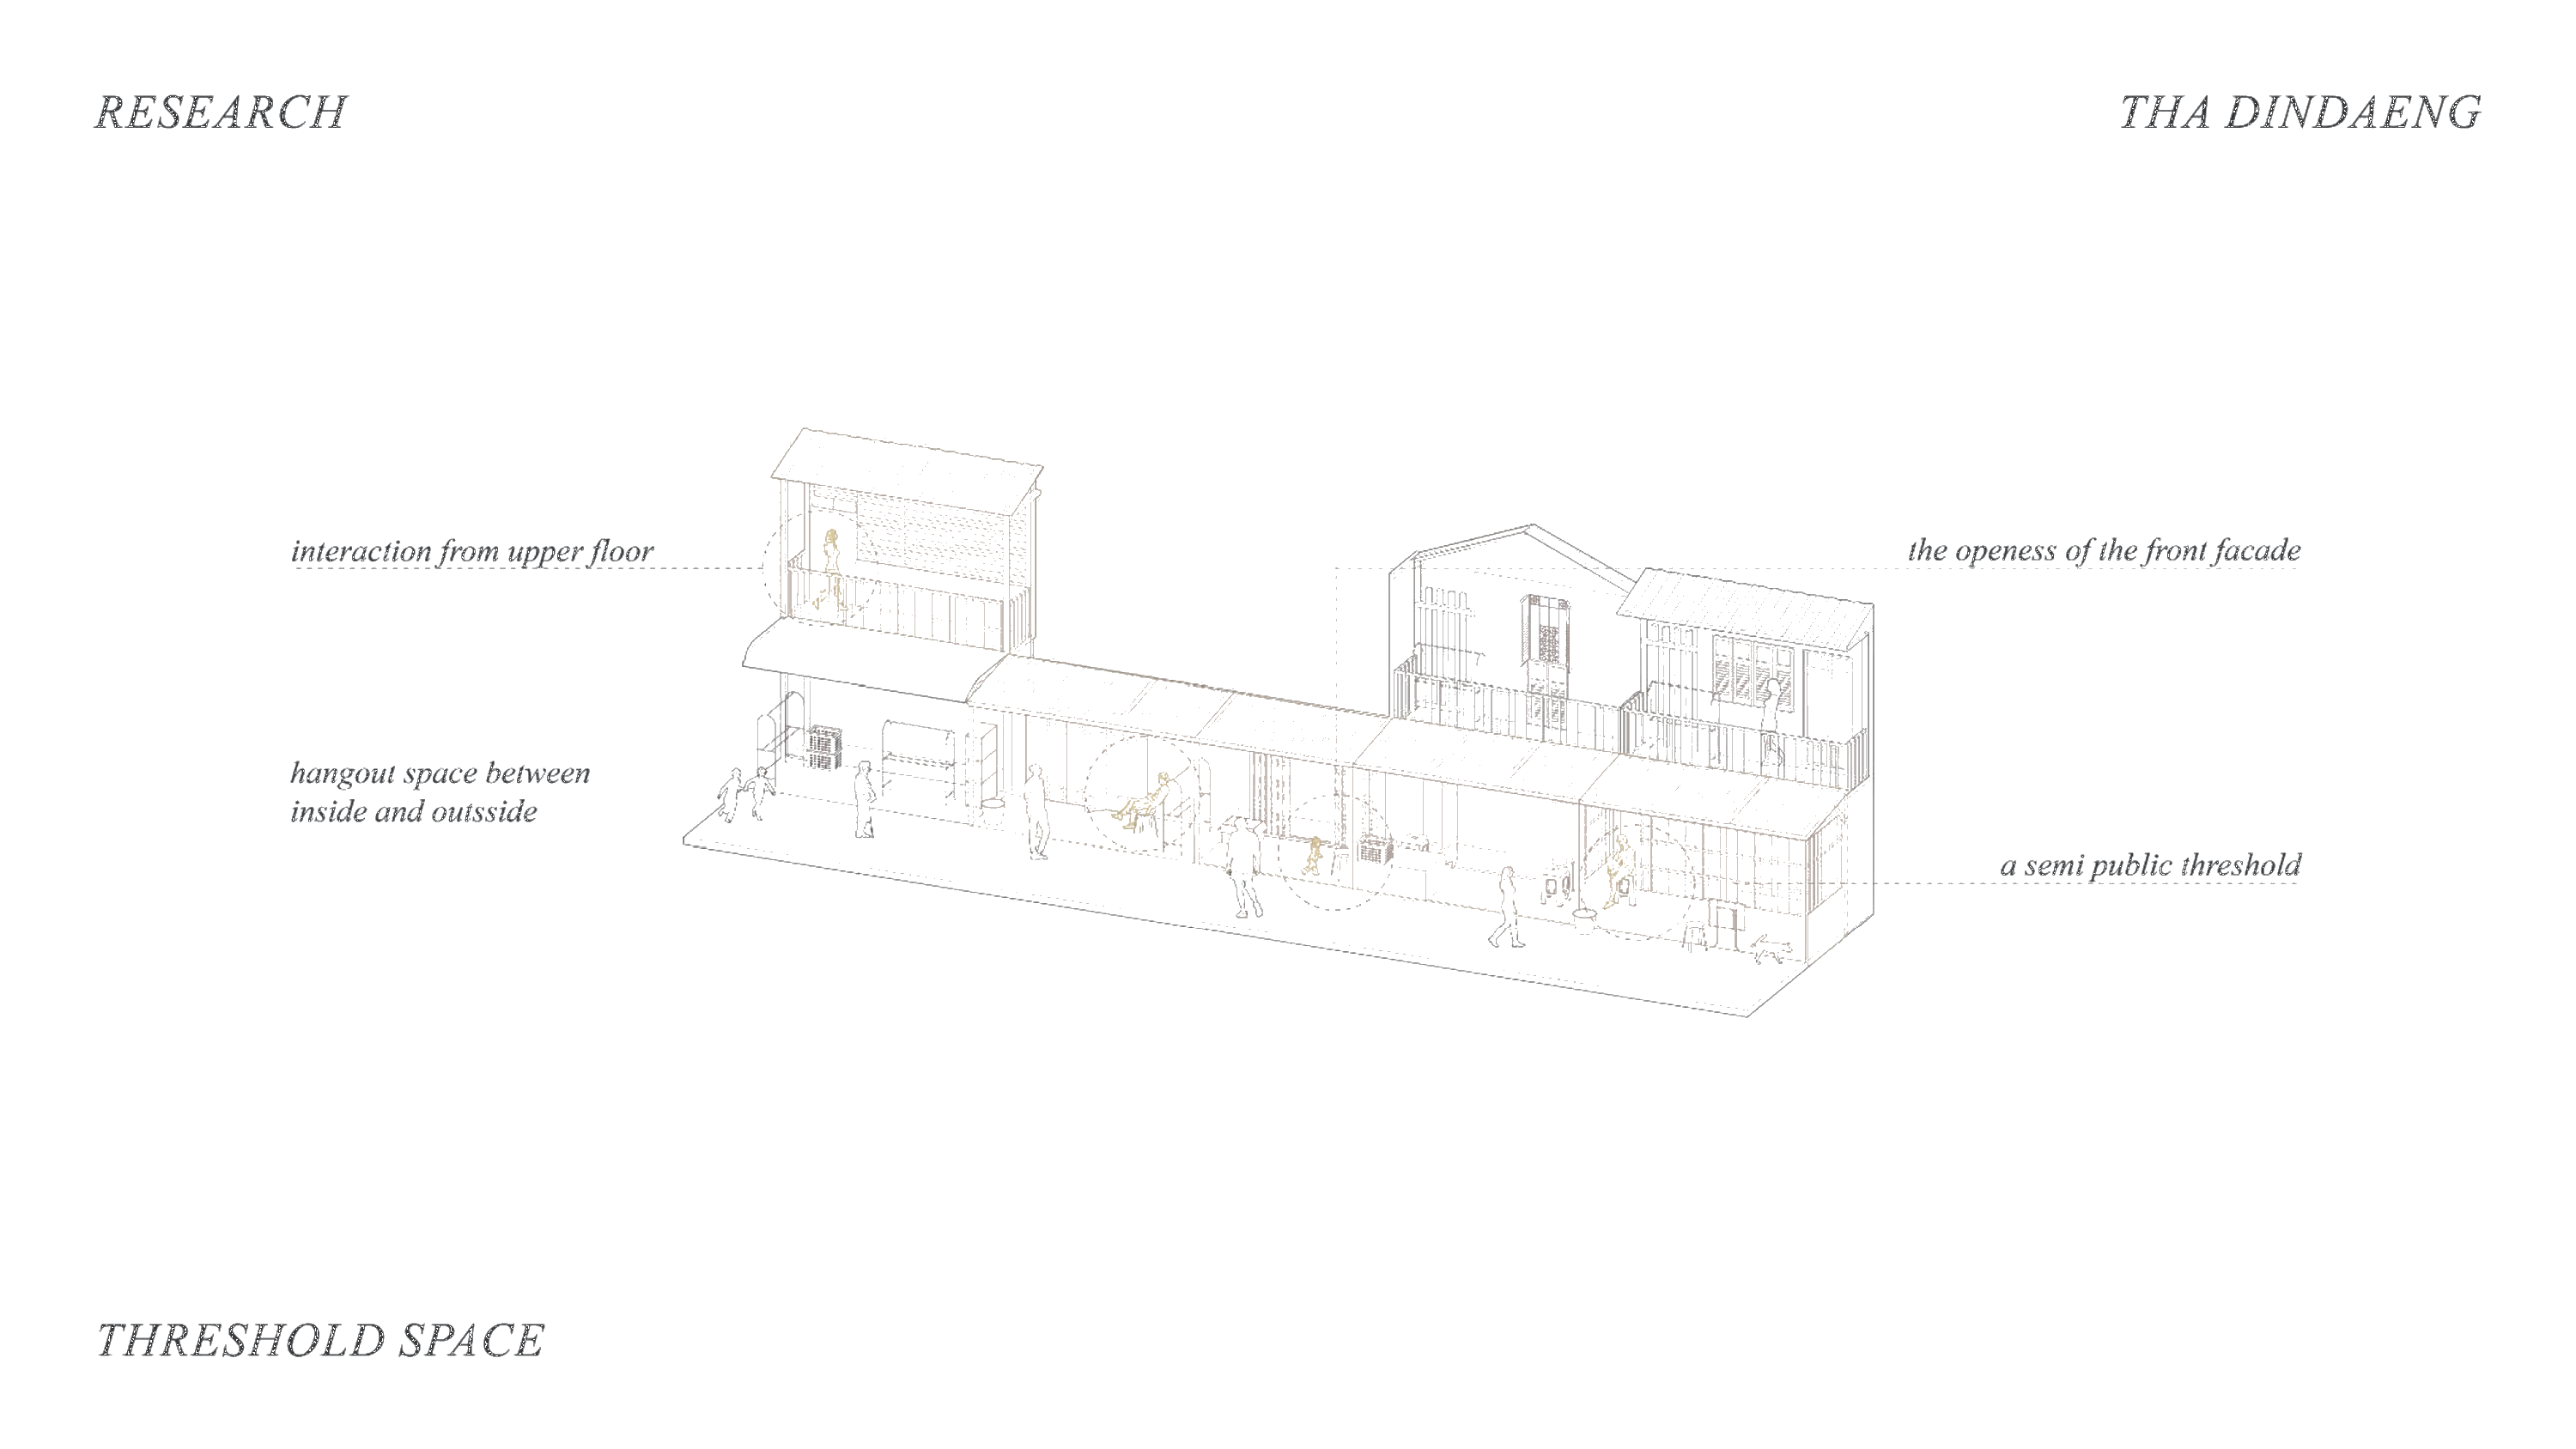 RESEARCH
THA DINDAENG
interaction from upper floor
the openess of the front facade
hangout space between
inside and outsside
a semi public threshold
THRESHOLD SPACE